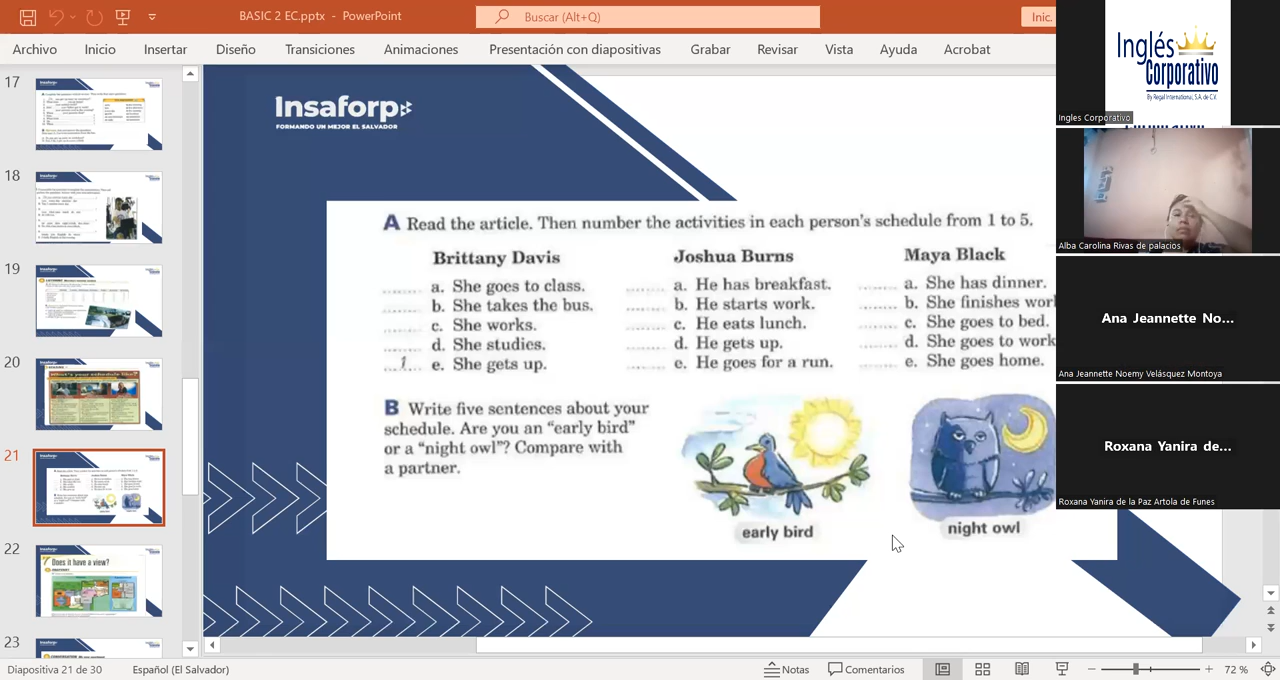 BASIC 2 EC.pptx - PowerPoint
Buscar (Alt+Q)
Inic.
Archivo Inicio Insertar Diseño Transiciones Animaciones Presentación con diapositivas Grabar Revisar Vista Ayuda Acrobat
17
18
19
20
21
22
Does it have a view?
23
Insaforp
FORMANDO UN MEJOR EL SALVADOR
A Read the article. Then number the activities in each person's schedule from 1 to 5.
Brittany Davis
a. She goes to class.
b. She takes the bus.
c. She works.
d. She studies.
1 e. She gets up.
Joshua Burns
a. He has breakfast.
b. He starts work.
c. He eats lunch.
d. He gets up.
e. He goes for a run.
Maya Black
a. She has dinner.
b. She finishes wor
c. She goes to bed.
d. She goes to work
e. She goes home.
B Write five sentences about your
schedule. Are you an "early bird"
or a "night owl"? Compare with
a partner.
early bird
night owl
Inglés
Corporativo
By Regal International, S.A. de C.V.
Ingles Corporativo
Alba Carolina Rivas de palacios
Ana Jeannette No...
Ana Jeannette Noemy Velásquez Montoya
Roxana Yanira de...
Roxana Yanira de la Paz Artola de Funes
Diapositiva 21 de 30 Español (El Salvador) Notas Comentarios 72 %